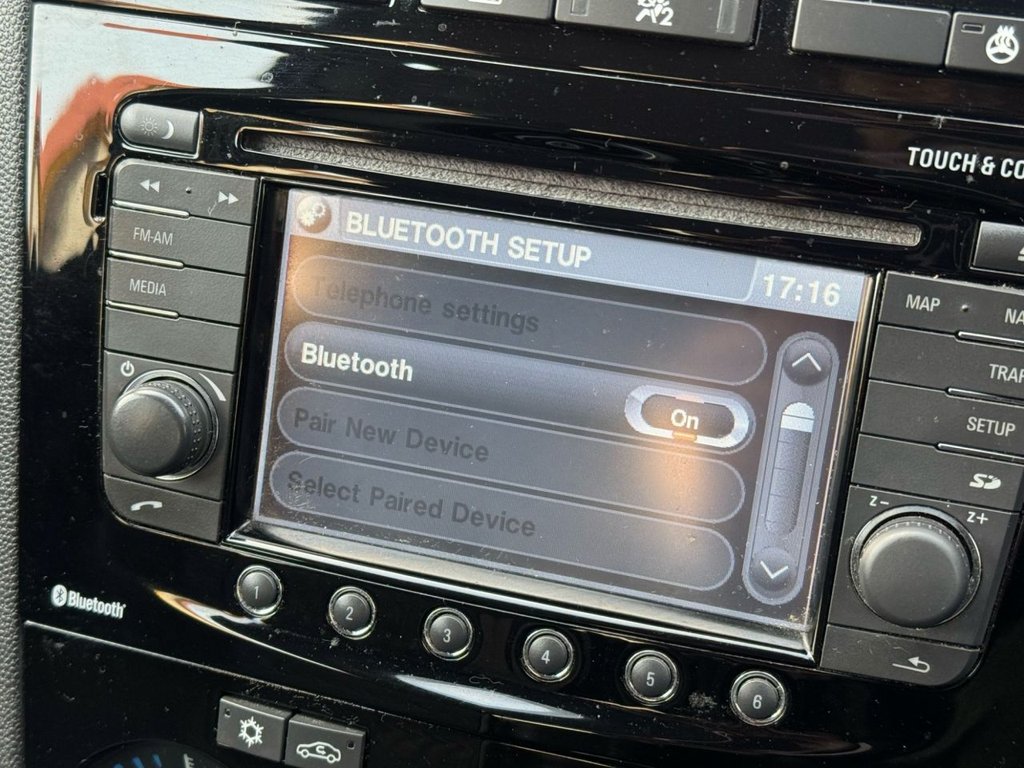 2
TOUCH & CO
FM-AM
MEDIA
BLUETOOTH SETUP
17:16
Telephone settings
Bluetooth
On
Pair New Device
Select Paired Device
MAP
NA
TRAF
SETUP
SD
Z-
Z+
Bluetooth
1
2
3
4
5
6